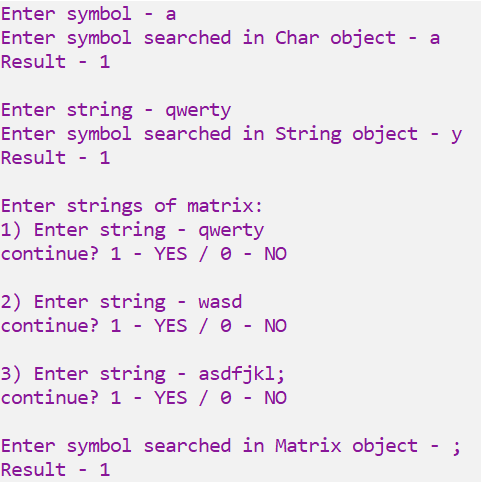 Enter symbol - a
Enter symbol searched in Char object - a
Result - 1
Enter string - qwerty
Enter symbol searched in String object - y
Result - 1
Enter strings of matrix:
1) Enter string - qwerty
continue? 1 - YES / 0 - NO
2) Enter string - wasd
continue? 1 - YES / 0 - NO
3) Enter string - asdfjkl;
continue? 1 - YES / 0 - NO
Enter symbol searched in Matrix object - ;
Result - 1